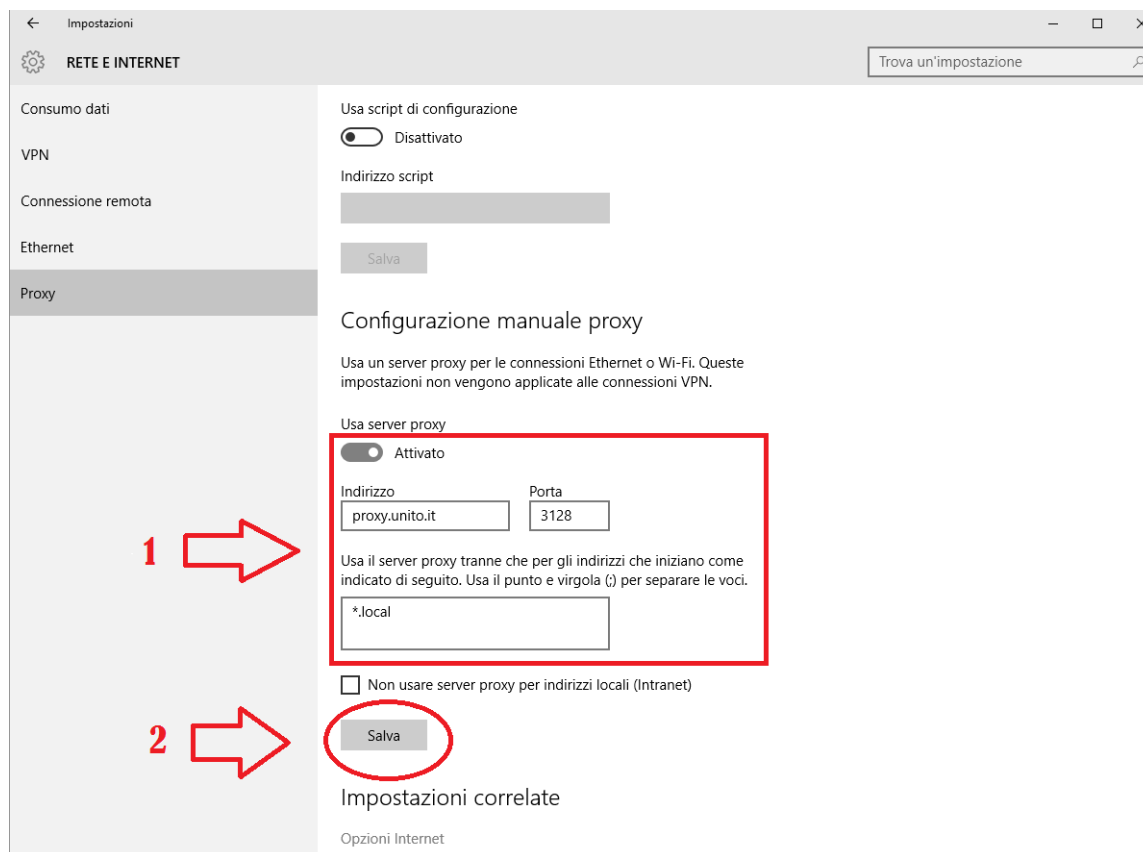 Impostazioni
RETE E INTERNET
Trova un'impostazione
Consumo dati
VPN
Connessione remota
Ethernet
Proxy
Usa script di configurazione
Disattivato
Indirizzo script
Salva
Configurazione manuale proxy
Usa un server proxy per le connessioni Ethernet o Wi-Fi. Queste
impostazioni non vengono applicate alle connessioni VPN.
Usa server proxy
Attivato
Indirizzo Porta
proxy.unito.it 3128
1
Usa il server proxy tranne che per gli indirizzi che iniziano come
indicato di seguito. Usa il punto e virgola (;) per separare le voci.
*.local
Non usare server proxy per indirizzi locali (Intranet)
2
Salva
Impostazioni correlate
Opzioni Internet